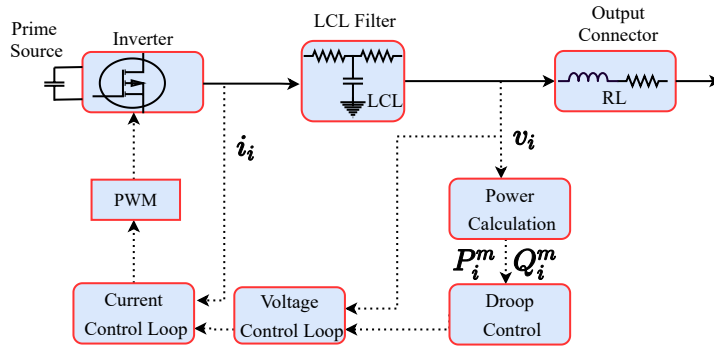 Prime
Source
Inverter
LCL Filter
Output
Connector
LCL
RL
i_i
v_i
PWM
Power
Calculation
P_i^m Q_i^m
Current
Control Loop
Voltage
Control Loop
Droop
Control